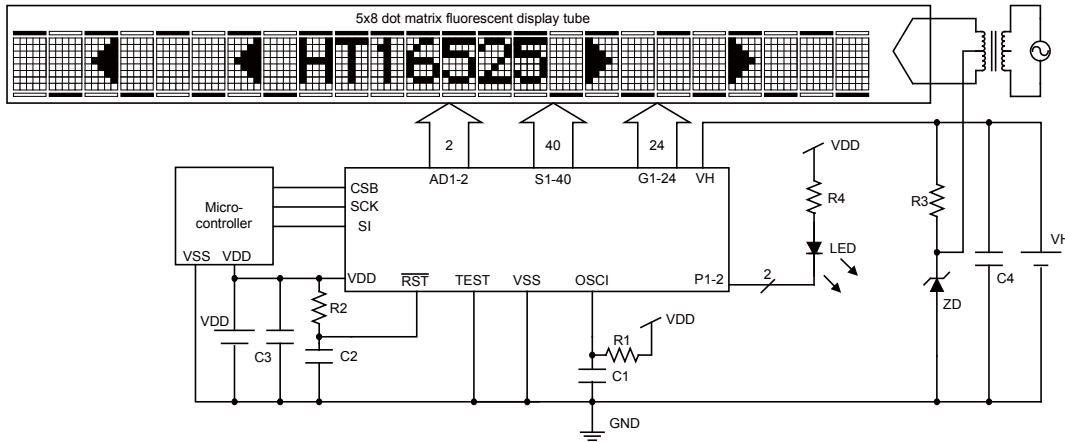 5x8 dot matrix fluorescent display tube
HT16525
2
40
24
AD1-2
S1-40
G1-24
VH
VDD
R4
LED
R3
VH
C4
ZD
Micro-
controller
VSS VDD
CSB
SCK
SI
VDD
RST
TEST
VSS
OSCI
P1-2
2
R2
VDD
C3
C2
R1
VDD
C1
GND